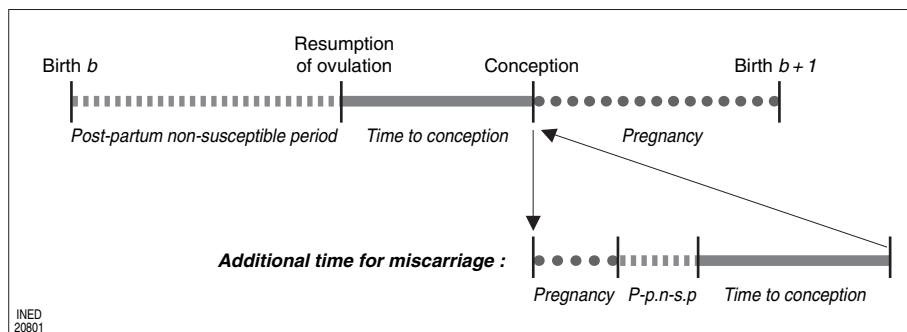 Resumption
of ovulation
Birth b
Conception
Birth b + 1
Post-partum non-susceptible period
Time to conception
Pregnancy
Additional time for miscarriage :
Pregnancy
P-p.n-s.p
Time to conception
INED
20801